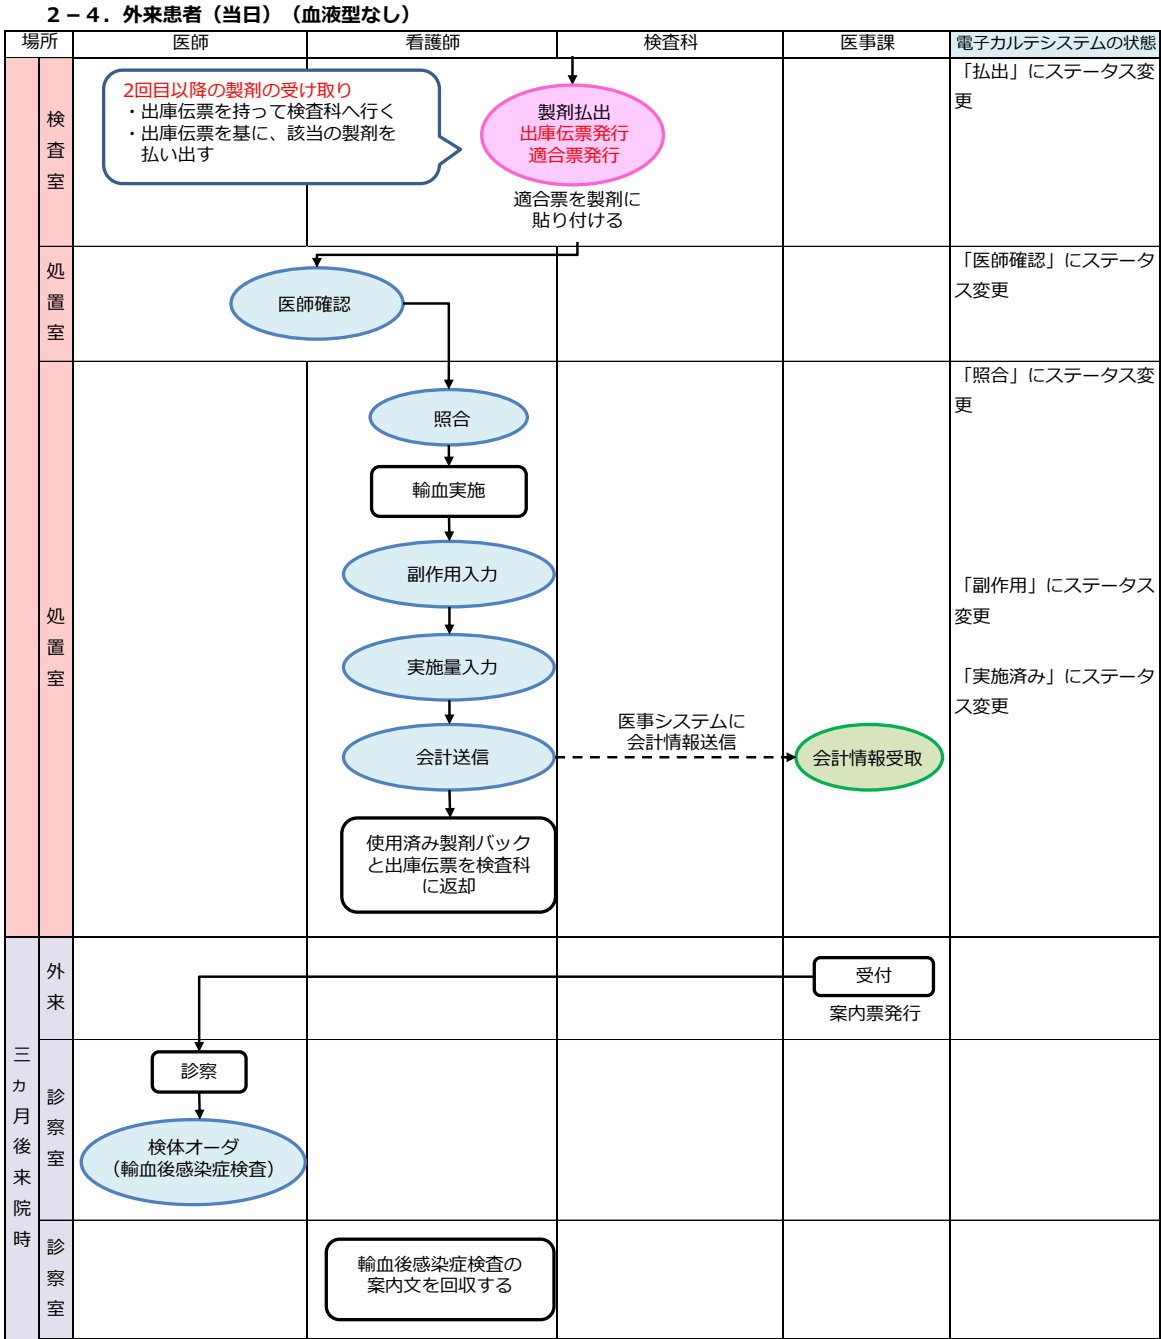 ２－４．外来患者（当日）（血液型なし）
場所
医師
看護師
検査科
医事課
電子カルテシステムの状態
検査室
2回目以降の製剤の受け取り
・出庫伝票を持って検査科へ行く
・出庫伝票を基に、該当の製剤を
払い出す
製剤払出
出庫伝票発行
適合票発行
適合票を製剤に
貼り付ける
「払出」にステータス変
更
処置室
医師確認
「医師確認」にステータ
ス変更
処置室
照合
「照合」にステータス変
更
輸血実施
副作用入力
「副作用」にステータス
変更
実施量入力
「実施済み」にステータ
ス変更
会計送信
医事システムに
会計情報送信
会計情報受取
使用済み製剤バック
と出庫伝票を検査科
に返却
三ヵ月後来院時
外来
受付
案内票発行
診察室
診察
検体オーダ
（輸血後感染症検査）
診察室
輸血後感染症検査の
案内文を回収する